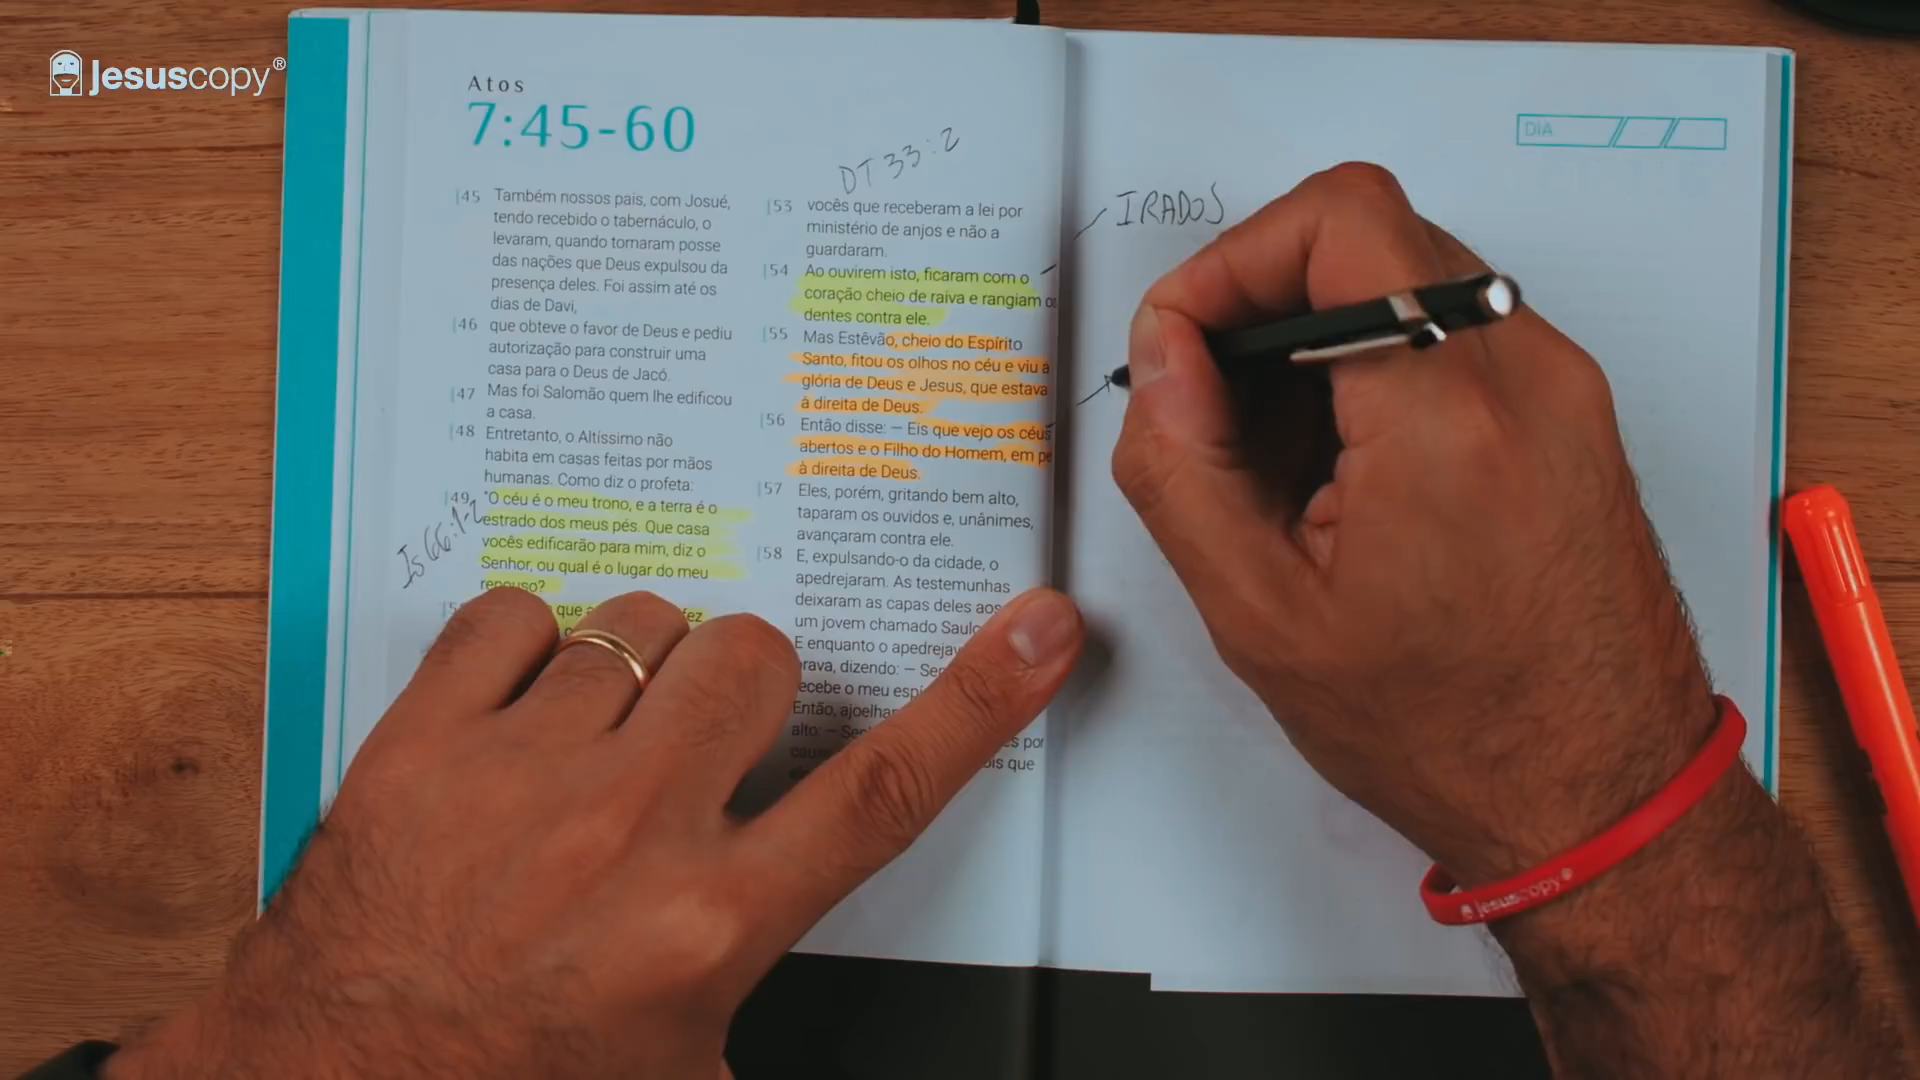 Jesuscopy®
Atos
7:45-60
DT 33:2
45 Também nossos pais, com Josué,
tendo recebido o tabernáculo, o
levaram, quando tomaram posse
das nações que Deus expulsou da
presença deles. Foi assim até os
dias de Davi,
46 que obteve o favor de Deus e pediu
autorização para construir uma
casa para o Deus de Jacó.
47 Mas foi Salomão quem lhe edificou
a casa.
48 Entretanto, o Altíssimo não
habita em casas feitas por mãos
humanas. Como diz o profeta:
49 "O céu é o meu trono, e a terra é o
estrado dos meus pés. Que casa
vocês edificarão para mim, diz o
Senhor, ou qual é o lugar do meu
repouso?
que
Is 66:1-2
53 vocês que receberam a lei por
ministério de anjos e não a
guardaram.
54 Ao ouvirem isto, ficaram com o
coração cheio de raiva e rangiam os
dentes contra ele.
55 Mas Estêvão, cheio do Espírito
Santo, fitou os olhos no céu e viu a
glória de Deus e Jesus, que estava
à direita de Deus.
56 Então disse: — Eis que vejo os céus
abertos e o Filho do Homem, em pé
à direita de Deus.
57 Eles, porém, gritando bem alto,
taparam os ouvidos e, unânimes,
avançaram contra ele.
58 E, expulsando-o da cidade, o
apedrejaram. As testemunhas
deixaram as capas deles aos
um jovem chamado Saulo
E enquanto o
dizendo: —
o meu
Então,
alto: —
por
que
IRADOS
DIA
jesuscopy®